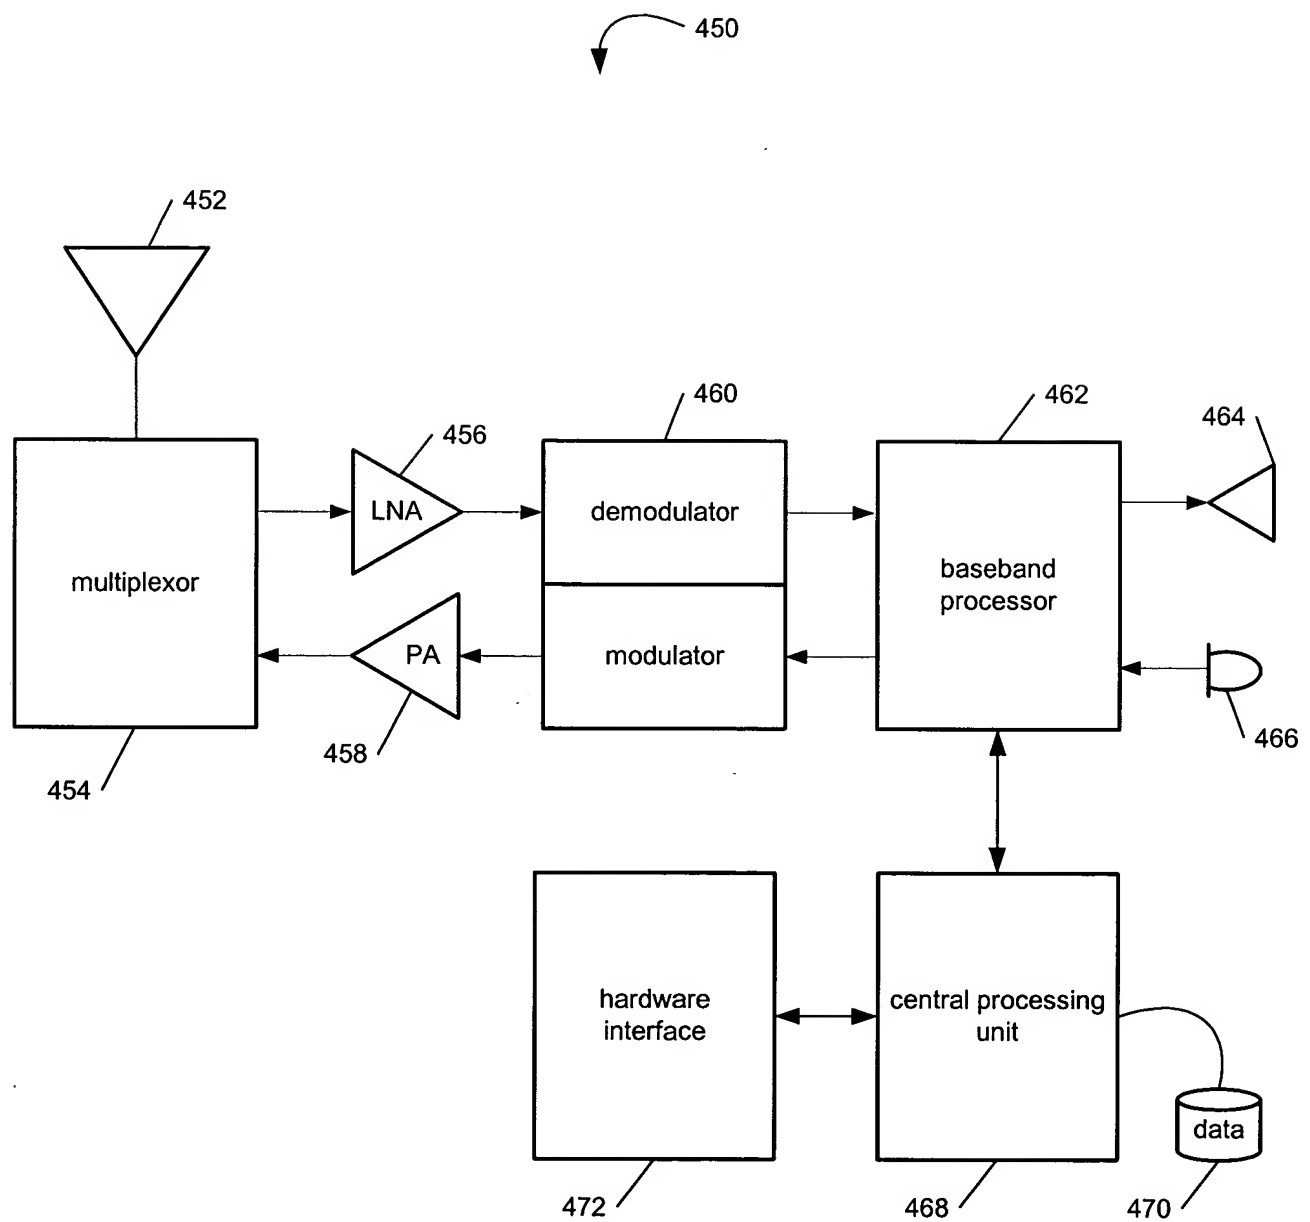 450
452
460
462
464
456
LNA
demodulator
multiplexor
baseband
processor
PA
modulator
458
466
454
hardware
interface
central processing
unit
data
472
468
470